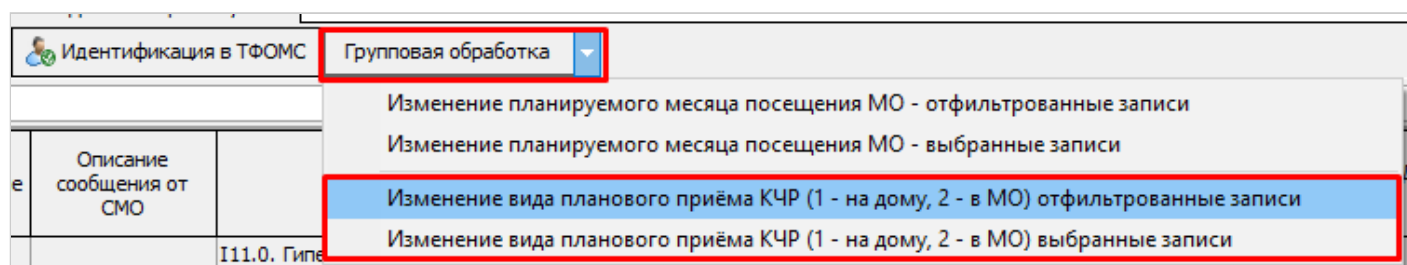 Идентификация в ТФОМС
Групповая обработка
Изменение планируемого месяца посещения МО - отфильтрованные записи
Изменение планируемого месяца посещения МО - выбранные записи
Изменение вида планового приёма КЧР (1 - на дому, 2 - в МО) отфильтрованные записи
Изменение вида планового приёма КЧР (1 - на дому, 2 - в МО) выбранные записи
е
Описание
сообщения от
СМО
I11.0. Гипе